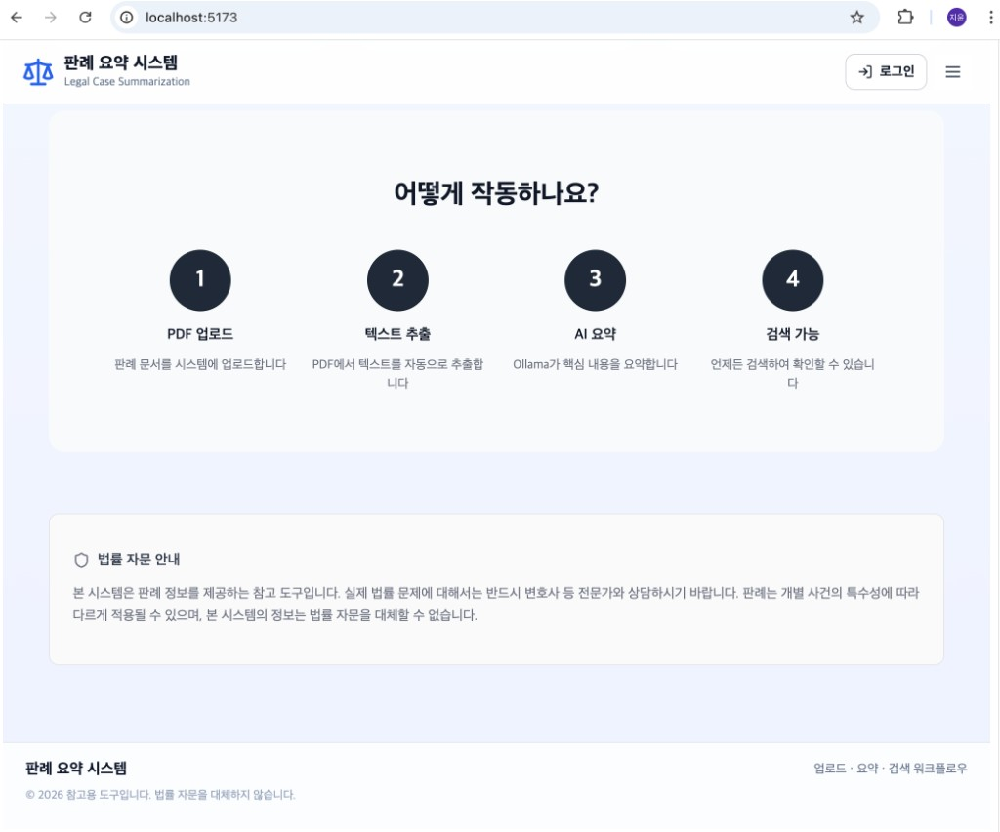 localhost:5173
지윤
판례 요약 시스템
Legal Case Summarization
로그인
어떻게 작동하나요?
1
2
3
4
PDF 업로드
텍스트 추출
AI 요약
검색 가능
판례 문서를 시스템에 업로드합니다
PDF에서 텍스트를 자동으로 추출합
니다
Ollama가 핵심 내용을 요약합니다
언제든 검색하여 확인할 수 있습니
다
법률 자문 안내
본 시스템은 판례 정보를 제공하는 참고 도구입니다. 실제 법률 문제에 대해서는 반드시 변호사 등 전문가와 상담하시기 바랍니다. 판례는 개별 사건의 특수성에 따라
다르게 적용될 수 있으며, 본 시스템의 정보는 법률 자문을 대체할 수 없습니다.
판례 요약 시스템
업로드 · 요약 · 검색 워크플로우
© 2026 참고용 도구입니다. 법률 자문을 대체하지 않습니다.